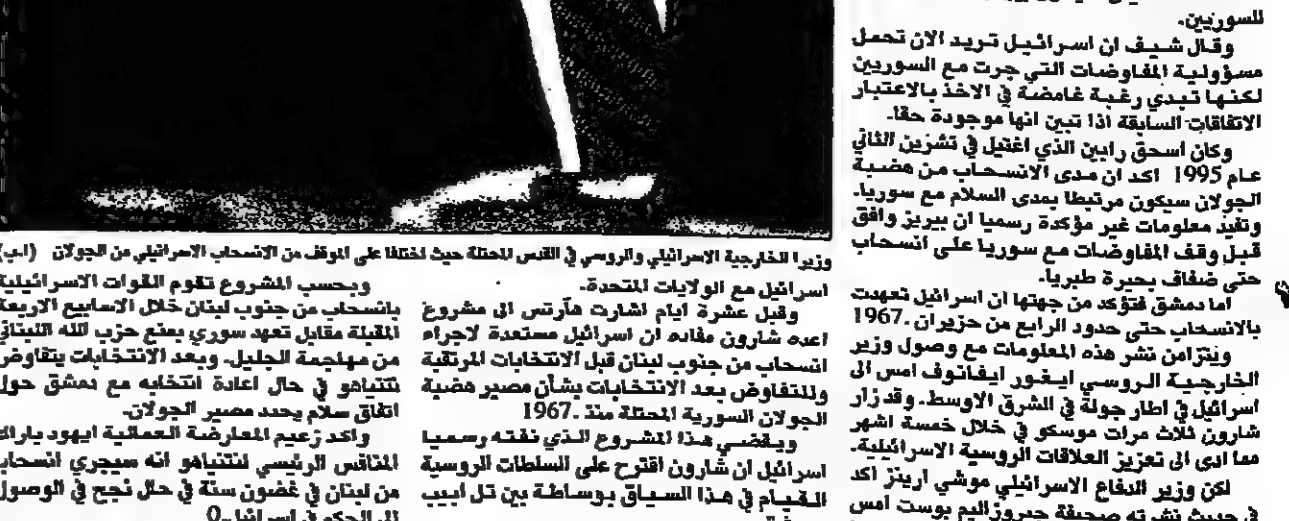 للسوريين.
وقال شيف ان اسرائيل تريد الان تحمل
مسؤولية المفاوضات التي جرت مع السوريين
لكنها تبدي رغبة غامضة في الاخذ بالاعتبار
الاتفاقات السابقة اذا تبين انها موجودة حقا.
وكان اسحق رابين الذي اغتيل في تشرين الثاني
عام 1995 اكد ان مدى الانسحاب من هضبة
الجولان سيكون مرتبطا بمدى السلام مع سوريا.
وتفيد معلومات غير مؤكدة رسميا ان بيريز وافق
قبل وقف المفاوضات مع سوريا على انسحاب
حتى ضفاف بحيرة طبريا.
اما دمشق فتؤكد من جهتها ان اسرائيل تعهدت
بالانسحاب حتى حدود الرابع من حزيران .1967
ويتزامن نشر هذه المعلومات مع وصول وزير
الخارجية الروسي ايغور ايفانوف امس الى
اسرائيل في اطار جولة في الشرق الاوسط. وقد زار
شارون ثلاث مرات موسكو في خلال خمسة اشهر
مما ادى الى تعزيز العلاقات الروسية الاسرائيلية.
لكن وزير الدفاع الاسرائيلي موشي ارينز اكد
في حديث نشرته صحيفة جيروزاليم بوست امس
وزيرا الخارجية الاسرائيلي والروسي في القدس المحتلة حيث اختلفا على الموقف من الانسحاب الاسرائيلي من الجولان (ا.ب)
اسرائيل مع الولايات المتحدة.
وقبل عشرة ايام اشارت هآرتس الى مشروع
اعده شارون مفاده ان اسرائيل مستعدة لاجراء
انسحاب من جنوب لبنان قبل الانتخابات المرتقبة
وللتفاوض بعد الانتخابات بشأن مصير هضبة
الجولان السورية المحتلة منذ .1967
ويقضي هذا المشروع الذي نفته رسميا
اسرائيل ان شارون اقترح على السلطات الروسية
القيام في هذا السياق بوساطة بين تل ابيب
وبحسب المشروع تقوم القوات الاسرائيلية
بانسحاب من جنوب لبنان خلال الاسابيع الاربعة
المقبلة مقابل تعهد سوري بمنع حزب الله اللبناني
من مهاجمة الجليل. وبعد الانتخابات يتفاوض
نتنياهو في حال اعادة انتخابه مع دمشق حول
اتفاق سلام يحدد مصير الجولان.
واكد زعيم المعارضة العمالية ايهود باراك
المنافس الرئيسي لنتنياهو انه سيجري انسحاب
من لبنان في غضون سنة في حال نجح في الوصول
الى الحكم في اسرائيل.0